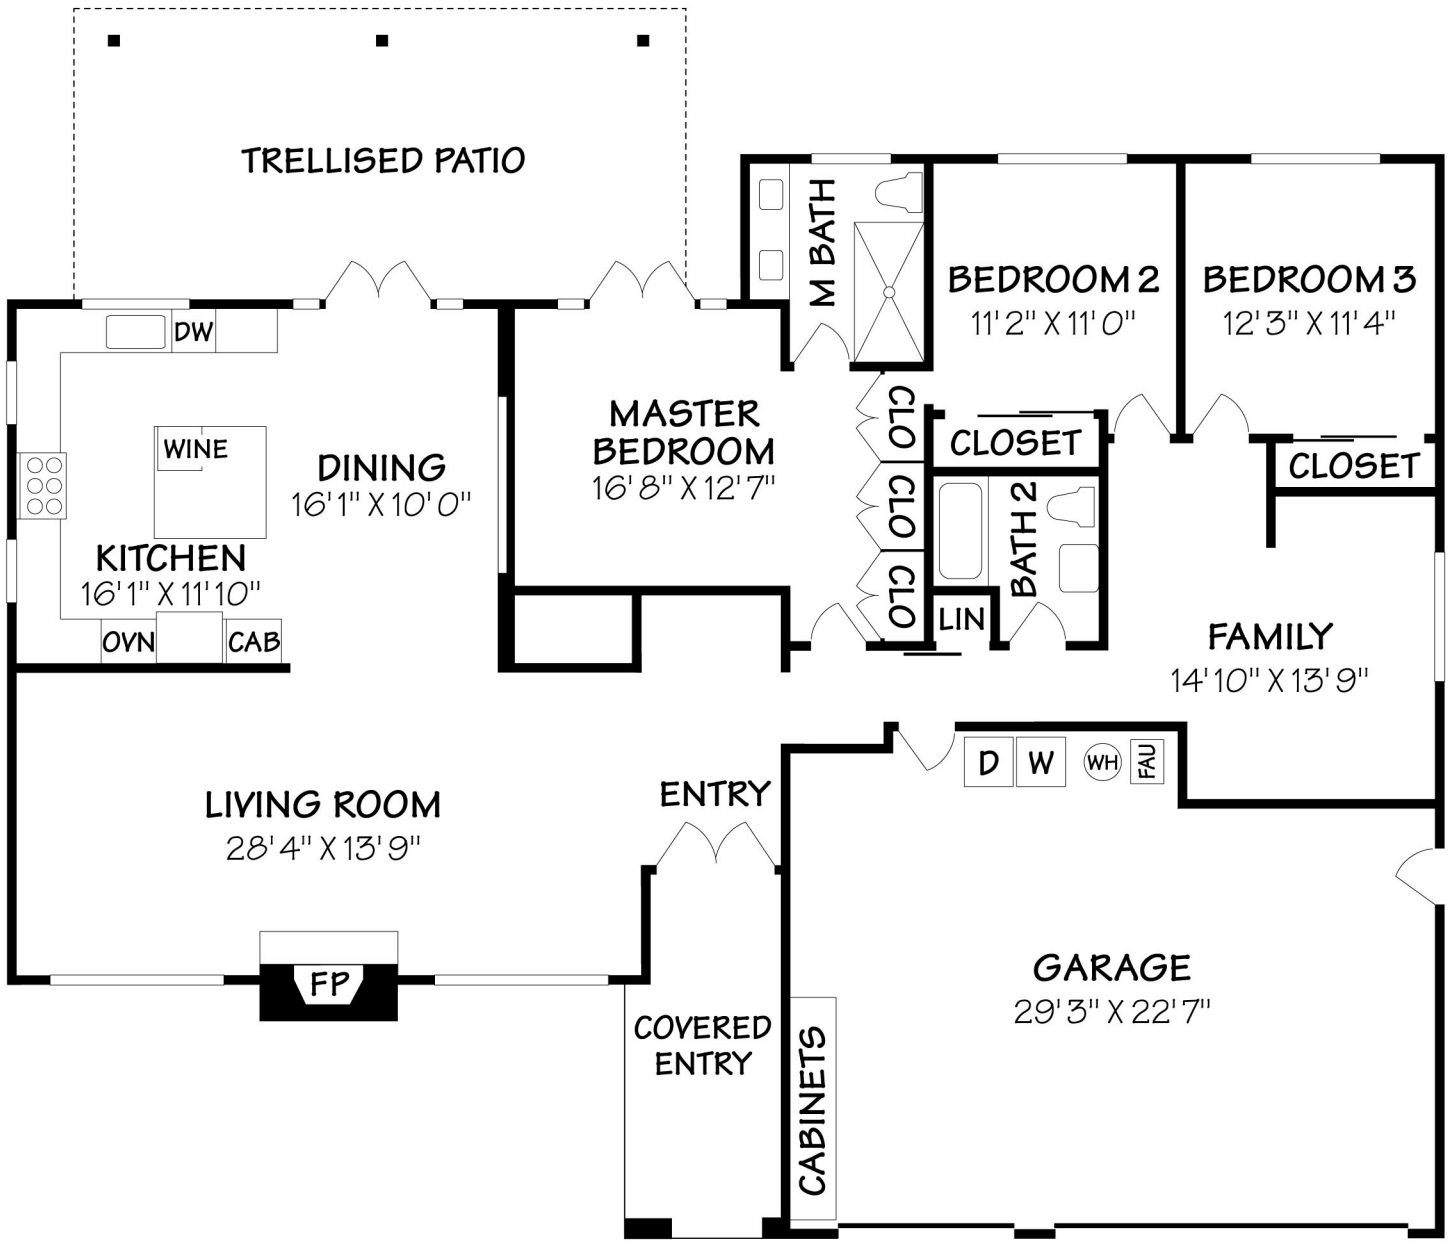 TRELLISED PATIO
M BATH
BEDROOM 2
11'2" X 11'0"
BEDROOM 3
12'3" X 11'4"
DW
WINE
DINING
16'1" X 10'0"
KITCHEN
16'1" X 11'10"
OVN
CAB
MASTER
BEDROOM
16'8" X 12'7"
CLO
CLO
CLO
CLOSET
CLOSET
BATH 2
LIN
FAMILY
14'10" X 13'9"
D
W
WH
FAU
LIVING ROOM
28'4" X 13'9"
ENTRY
FP
COVERED
ENTRY
GARAGE
29'3" X 22'7"
CABINETS